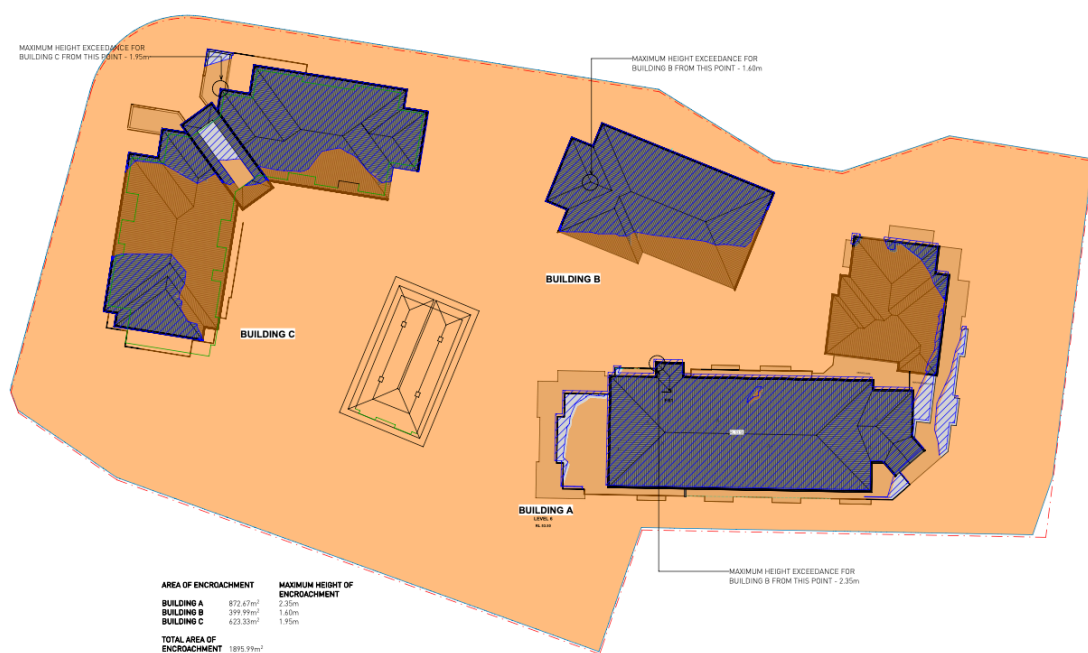 MAXIMUM HEIGHT EXCEEDANCE FOR
BUILDING C FROM THIS POINT - 1.95m
MAXIMUM HEIGHT EXCEEDANCE FOR
BUILDING B FROM THIS POINT - 1.60m
BUILDING B
BUILDING C
BUILDING A
LEVEL 6
MAXIMUM HEIGHT EXCEEDANCE FOR
BUILDING B FROM THIS POINT - 2.35m
AREA OF ENCROACHMENT MAXIMUM HEIGHT OF
ENCROACHMENT
BUILDING A 872.67m² 2.35m
BUILDING B 399.99m² 1.60m
BUILDING C 623.33m² 1.95m
TOTAL AREA OF
ENCROACHMENT 1895.99m²